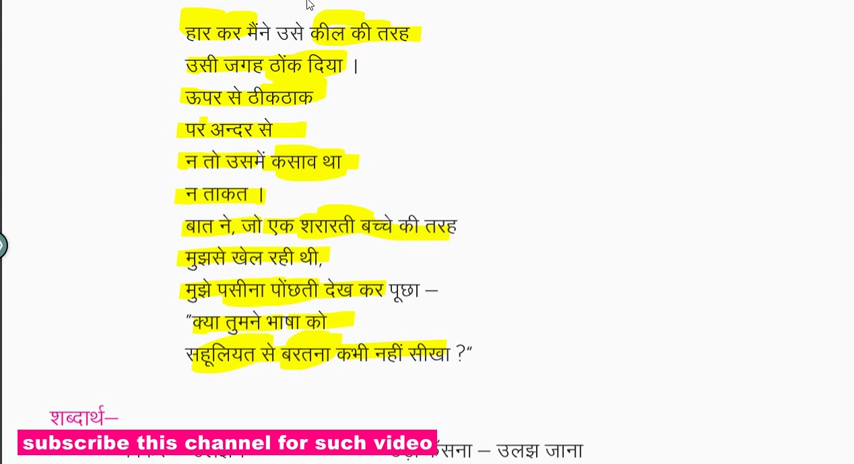 हार कर मैंने उसे कील की तरह
उसी जगह ठोंक दिया ।
ऊपर से ठीकठाक
पर अन्दर से
न तो उसमें कसाव था
न ताकत ।
बात ने, जो एक शरारती बच्चे की तरह
मुझसे खेल रही थी,
मुझे पसीना पोंछती देख कर पूछा —
“क्या तुमने भाषा को
सहूलियत से बरतना कभी नहीं सीखा ?”
शब्दार्थ—
subscribe this channel for such video
– उलझ जाना